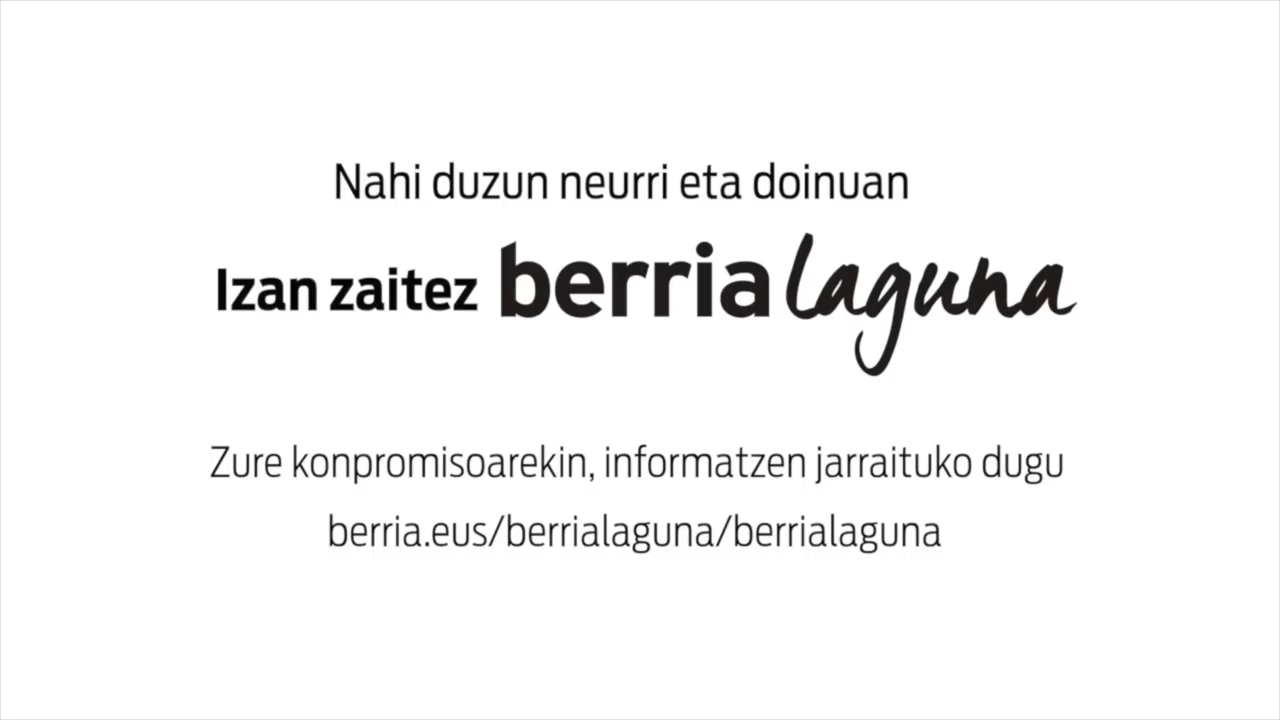 Nahi duzun neurri eta doinuan
Izan zaitez berria laguna
Zure konpromisoarekin, informatzen jarraituko dugu
berria.eus/berrialaguna/berrialaguna